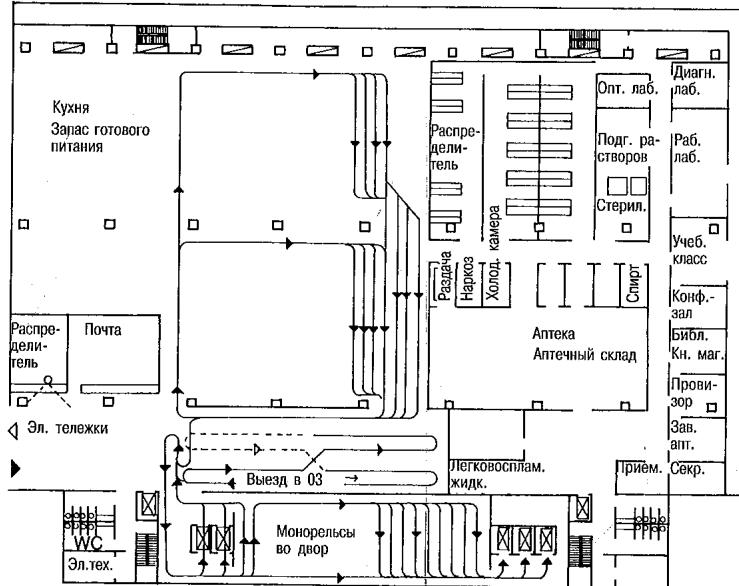 Кухня
Запас готового
питания
Распре-
дели-
тель
Почта
Эл. тележки
WC
Эл.тех.
Выезд в 03
Монорельсы
во двор
Распре-
дели-
тель
Холод. камера
Раздача
Наркоз
Спирт
Опт. лаб.
Диагн.
лаб.
Подг. ра-
створов
Стерил.
Раб.
лаб.
Учеб.
класс
Конф.-
зал
Библ.
Кн. маг.
Прови-
зор
Зав.
апт.
Аптека
Аптечный склад
Легковосплам.
жидк.
Приём.
Секр.